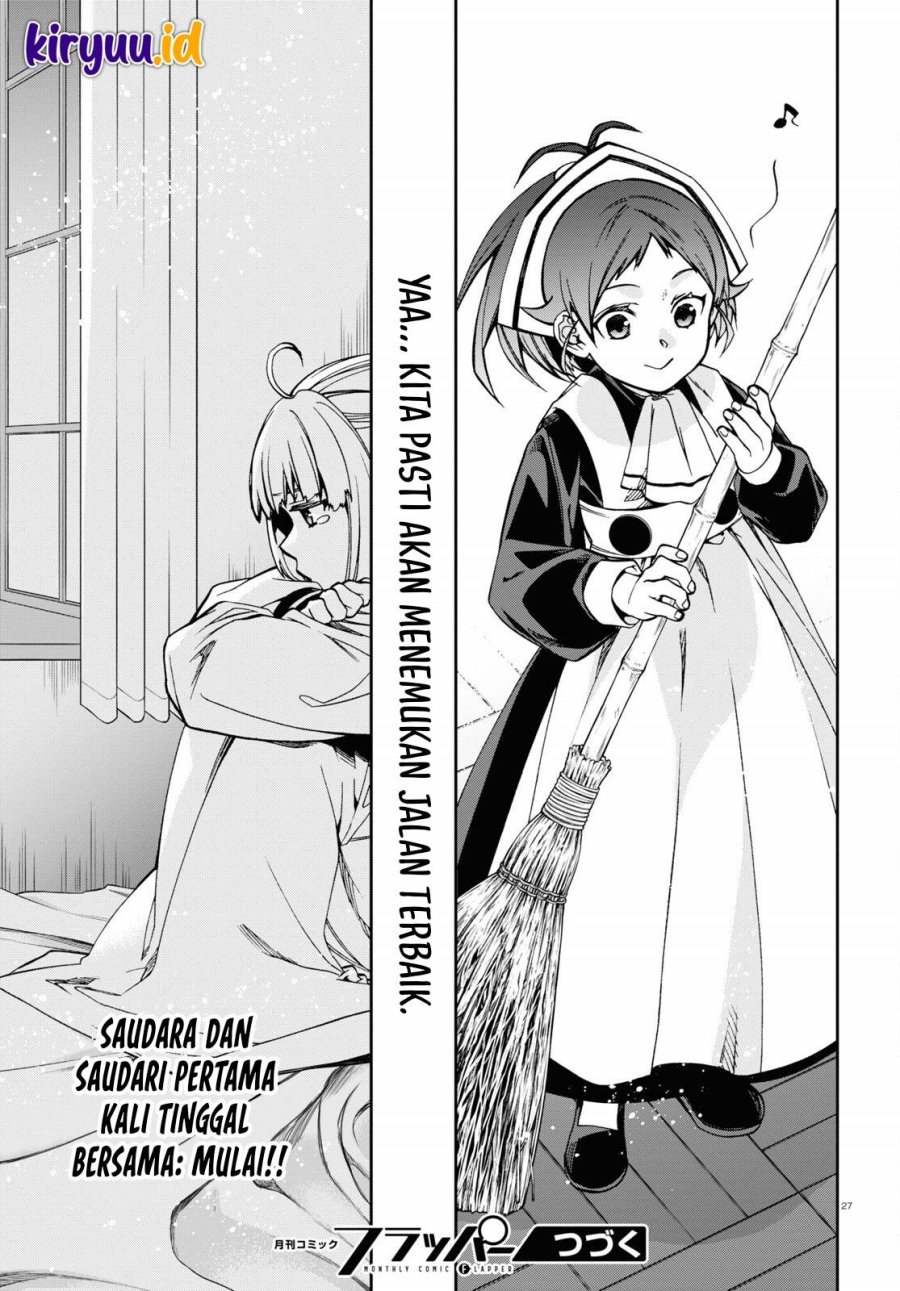 kiryuu.id
YAA... KITA PASTI AKAN MENEMUKAN JALAN TERBAIK.
SAUDARA DAN
SAUDARI PERTAMA
KALI TINGGAL
BERSAMA: MULAI!!
27
月刊コミック フラッパー つづく
MONTHLY COMIC FLAPPER